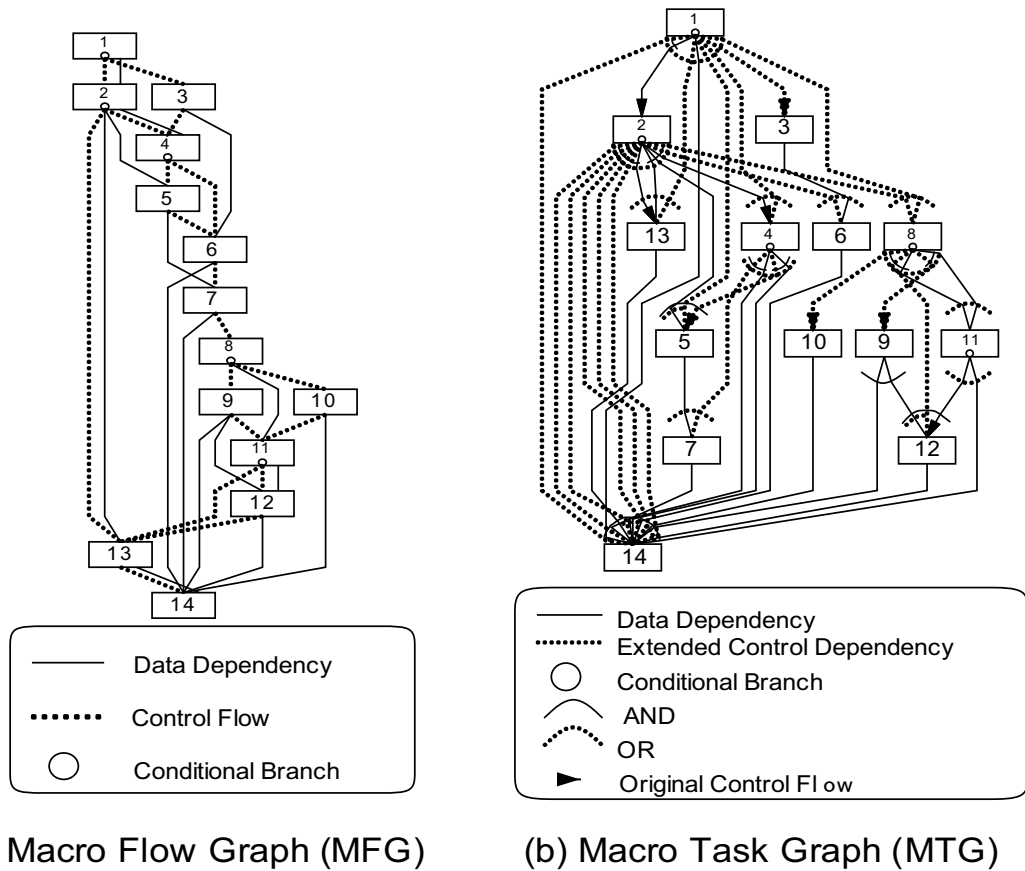 1
2
3
4
5
6
7
8
9
10
11
12
13
14
Data Dependency
Control Flow
Conditional Branch
Macro Flow Graph (MFG)
1
2
3
13
4
6
8
5
10
9
11
7
12
14
Data Dependency
Extended Control Dependency
Conditional Branch
AND
OR
Original Control Flow
(b) Macro Task Graph (MTG)